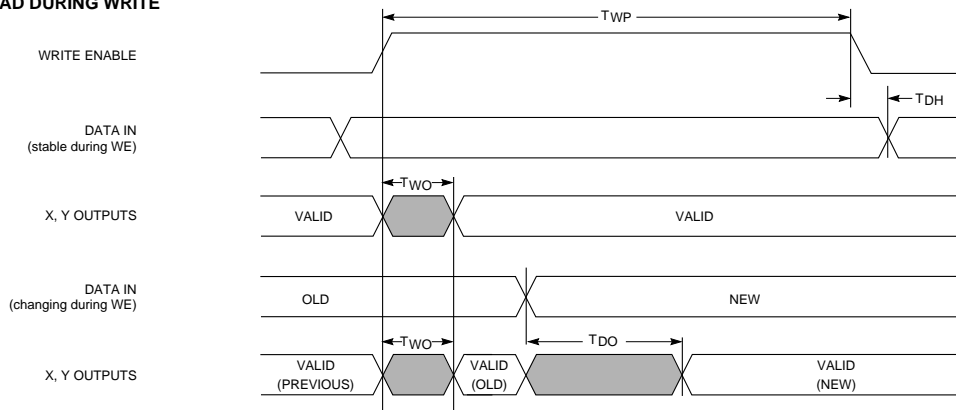 DURING WRITE
TWP
WRITE ENABLE
TDH
DATA IN
(stable during WE)
TWO
X, Y OUTPUTS
VALID
VALID
DATA IN
(changing during WE)
OLD
NEW
TWO
TDO
X, Y OUTPUTS
VALID
(PREVIOUS)
VALID
(OLD)
VALID
(NEW)